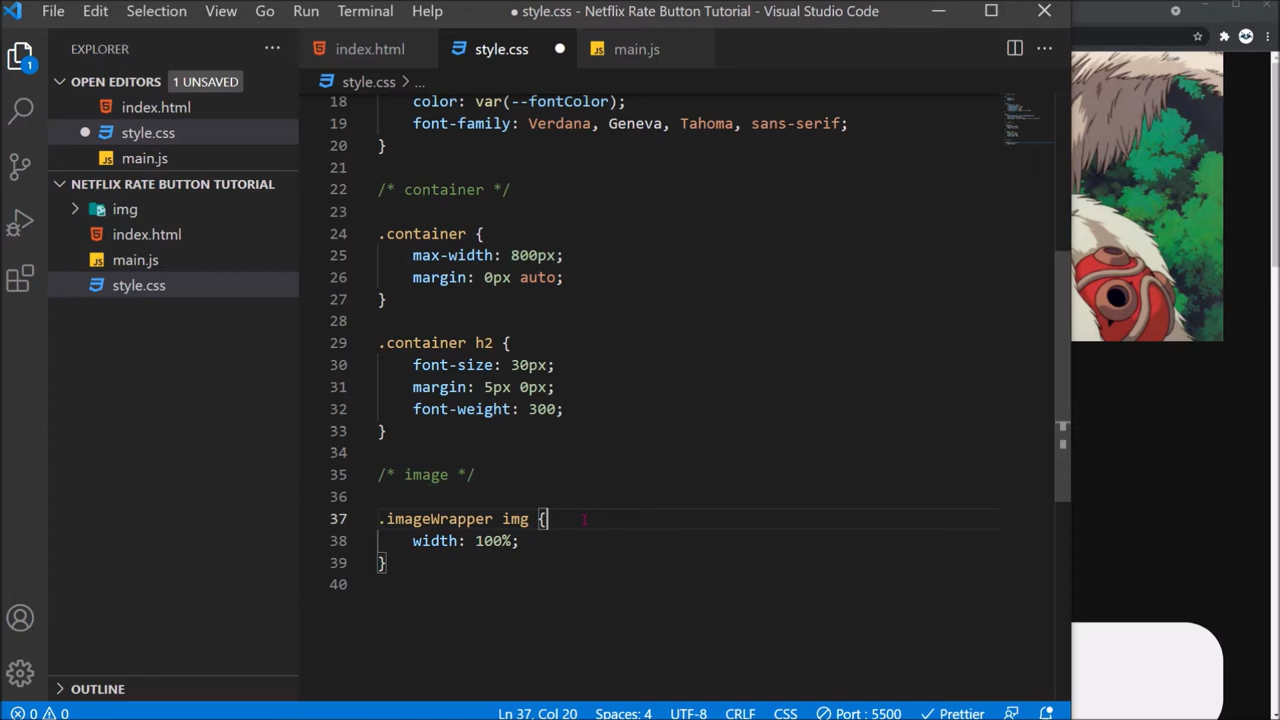 File Edit Selection View Go Run Terminal Help ● style.css - Netflix Rate Button Tutorial - Visual Studio Code
EXPLORER
OPEN EDITORS 1 UNSAVED
index.html
style.css
main.js
NETFLIX RATE BUTTON TUTORIAL
img
index.html
main.js
style.css
OUTLINE
1
index.html style.css main.js
style.css > ...
18 color: var(--fontColor);
19 font-family: Verdana, Geneva, Tahoma, sans-serif;
20 }
21
22 /* container */
23
24 .container {
25 max-width: 800px;
26 margin: 0px auto;
27 }
28
29 .container h2 {
30 font-size: 30px;
31 margin: 5px 0px;
32 font-weight: 300;
33 }
34
35 /* image */
36
37 .imageWrapper img {
38 width: 100%;
39 }
40
0 0 Ln 37, Col 20 Spaces: 4 UTF-8 CRLF CSS Port : 5500 Prettier